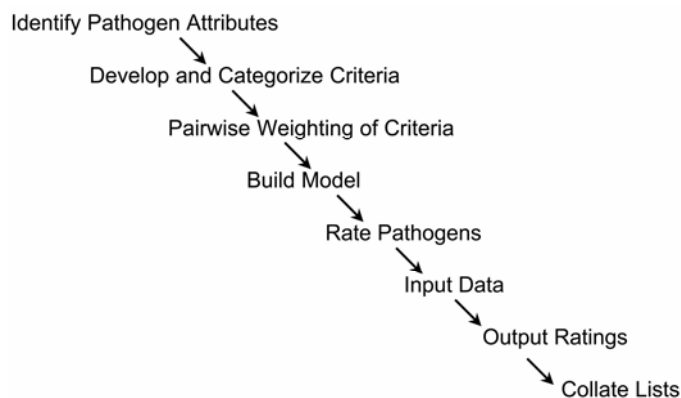 Identify Pathogen Attributes
Develop and Categorize Criteria
Pairwise Weighting of Criteria
Build Model
Rate Pathogens
Input Data
Output Ratings
Collate Lists